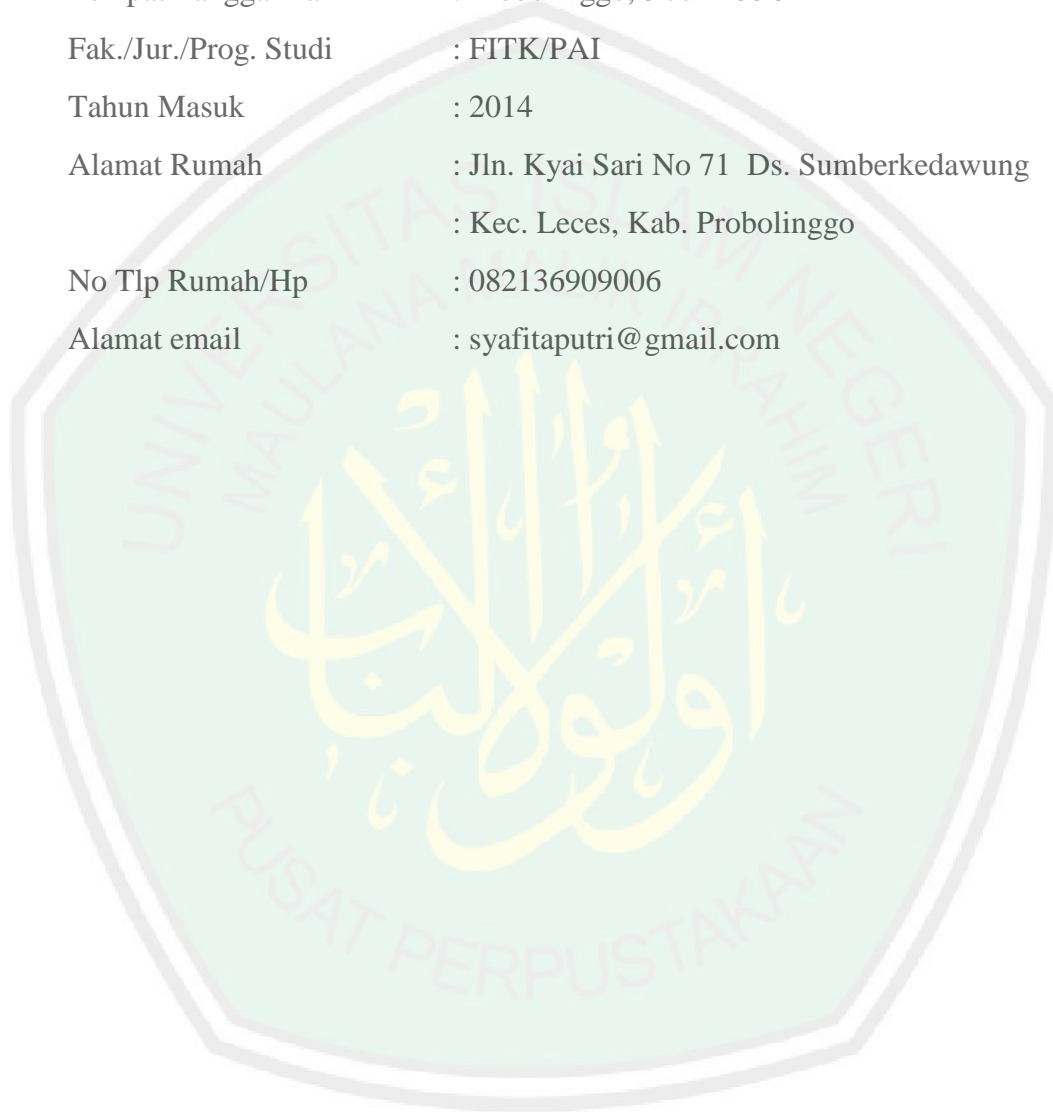 Fak./Jur./Prog. Studi : FITK/PAI
Tahun Masuk : 2014
Alamat Rumah : Jln. Kyai Sari No 71 Ds. Sumberkedawung
: Kec. Leces, Kab. Probolinggo
No Tlp Rumah/Hp : 082136909006
Alamat email : syafitaputri@gmail.com
UNIVERSITAS ISLAM NEGERI
MAULANA MALIK IBRAHIM
أولوا الألباب
PUSAT PERPUSTAKAAN